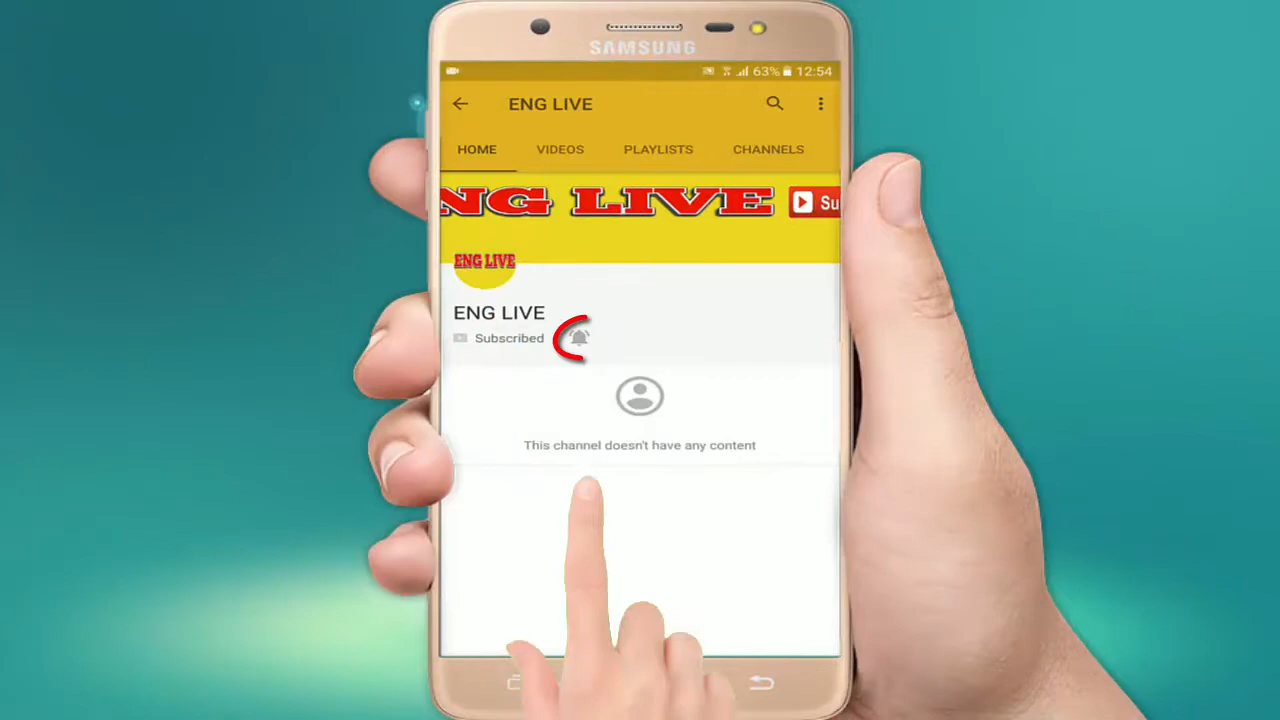 SAMSUNG
63% 12:54
ENG LIVE
HOME VIDEOS PLAYLISTS CHANNELS
NG LIVE Su
ENG LIVE
ENG LIVE
Subscribed
This channel doesn't have any content